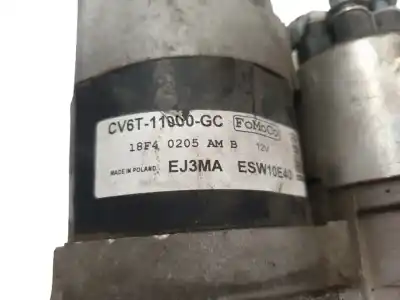 CV6T-11000-GC FoMoCo
18F4 0205 AM B 12V
MADE IN POLAND EJ3MA ESW10E40